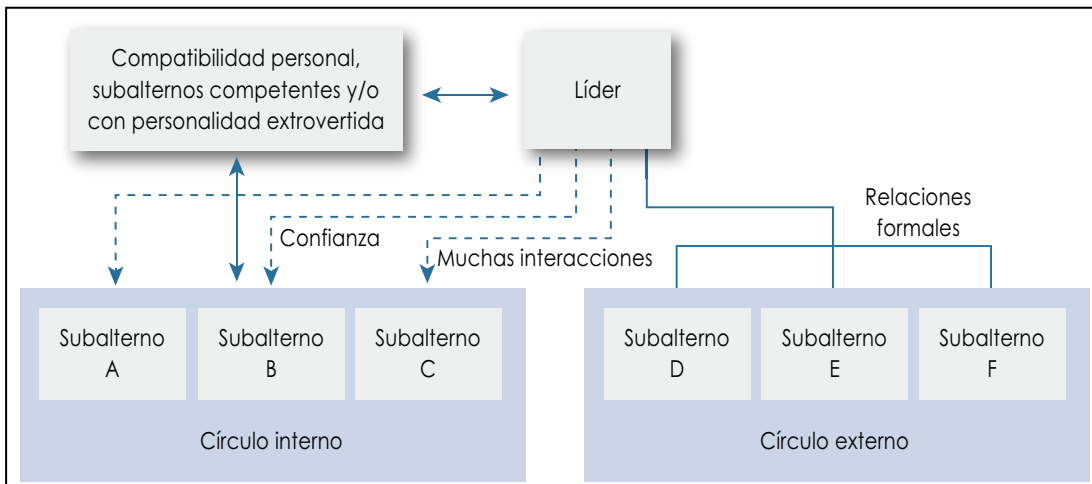 Compatibilidad personal,
subalternos competentes y/o
con personalidad extrovertida
Líder
Relaciones
formales
Confianza
Muchas interacciones
Subalterno
A
Subalterno
B
Subalterno
C
Subalterno
D
Subalterno
E
Subalterno
F
Círculo interno
Círculo externo